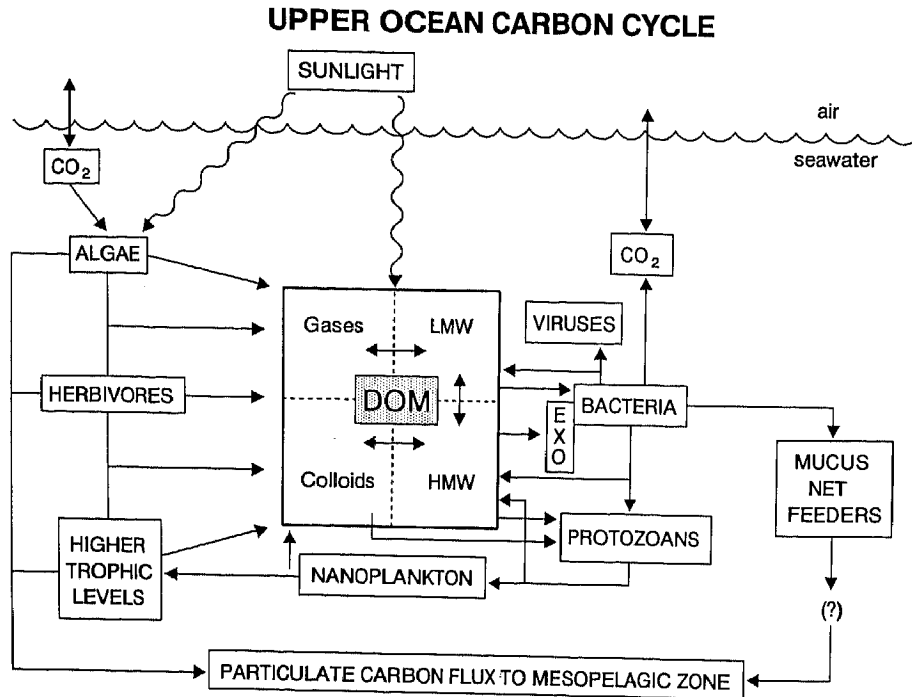 UPPER OCEAN CARBON CYCLE
SUNLIGHT
air
seawater
CO2
ALGAE
CO2
Gases
LMW
VIRUSES
HERBIVORES
DOM
BACTERIA
EXO
Colloids
HMW
MUCUS
NET
FEEDERS
HIGHER
TROPHIC
LEVELS
PROTOZOANS
NANOPLANKTON
(?)
PARTICULATE CARBON FLUX TO MESOPELAGIC ZONE